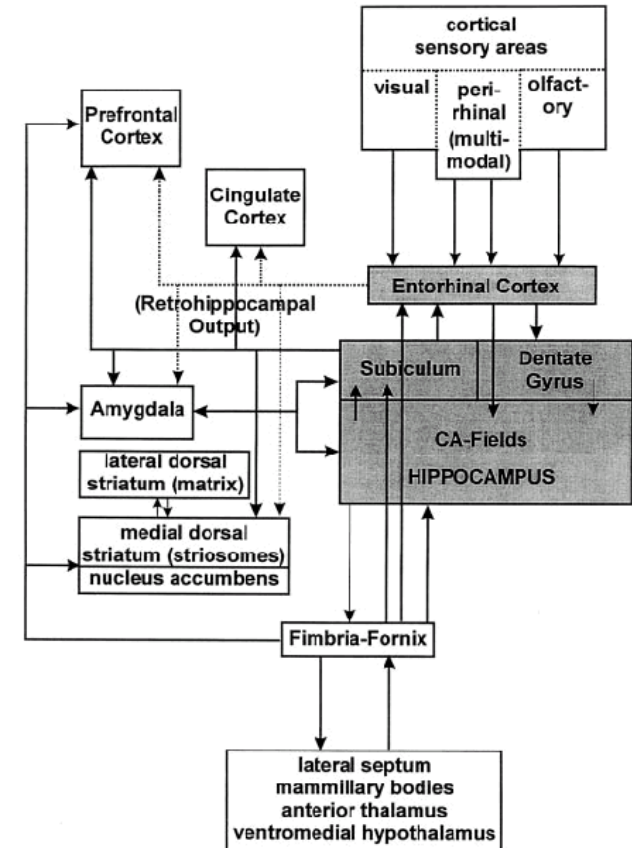 cortical
sensory areas
visual
peri-
rhinal
(multi-
modal)
olfact-
ory
Prefrontal
Cortex
Cingulate
Cortex
Entorhinal Cortex
(Retrohippocampal
Output)
Subiculum
Dentate
Gyrus
Amygdala
CA-Fields
HIPPOCAMPUS
lateral dorsal
striatum (matrix)
medial dorsal
striatum (striosomes)
nucleus accumbens
Fimbria-Fornix
lateral septum
mammillary bodies
anterior thalamus
ventromedial hypothalamus